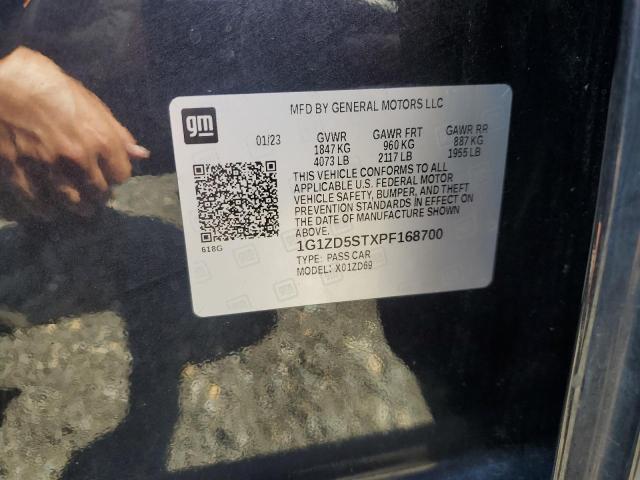 gm
MFD BY GENERAL MOTORS LLC
01/23 GVWR GAWR FRT GAWR RR
1847 KG 960 KG 887 KG
4073 LB 2117 LB 1955 LB
THIS VEHICLE CONFORMS TO ALL
APPLICABLE U.S. FEDERAL MOTOR
VEHICLE SAFETY, BUMPER, AND THEFT
PREVENTION STANDARDS IN EFFECT ON
THE DATE OF MANUFACTURE SHOWN
ABOVE.
618G
1G1ZD5STXPF168700
TYPE: PASS CAR
MODEL: X01ZD69